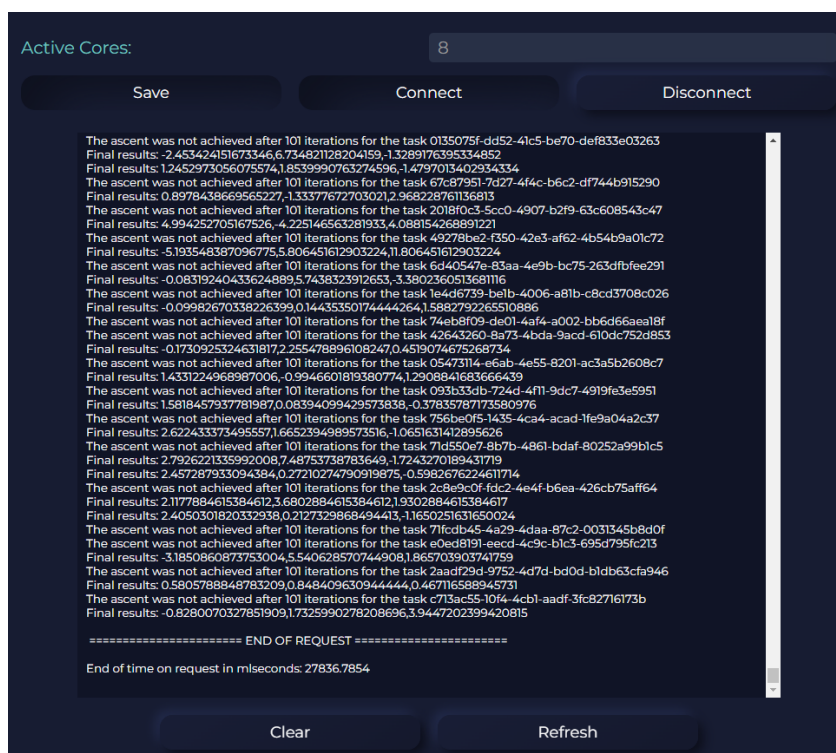 Active Cores:
8
Save
Connect
Disconnect
The ascent was not achieved after 101 iterations for the task 0135075f-dd52-41c5-be70-def833e03263
Final results: -2.453424151673346,6.734821128204159,-1.3289176395334852
Final results: 1.2452973056075574,1.8539990763274596,-1.4797013402934334
The ascent was not achieved after 101 iterations for the task 67c87951-7d27-4f4c-b6c2-df744b915290
Final results: 0.8978438669565227,-1.33377672703021,2.968228761136813
The ascent was not achieved after 101 iterations for the task 2018f0c3-5cc0-4907-b2f9-63c608543c47
Final results: 4.994252705167526,-4.225146563281933,4.088154268891221
The ascent was not achieved after 101 iterations for the task 49278be2-f350-42e3-af62-4b54b9a01c72
Final results: -5.193548387096775,5.806451612903224,11.806451612903224
The ascent was not achieved after 101 iterations for the task 6d40547e-83aa-4e9b-bc75-263dfbfee291
Final results: -0.08319240433624889,5.7438323912653,-3.3802360513681116
The ascent was not achieved after 101 iterations for the task 1e4d6739-be1b-4006-a81b-c8cd3708c026
Final results: -0.09982670338226399,0.14435350174444264,1.5882792265510886
The ascent was not achieved after 101 iterations for the task 74eb8f09-de01-4af4-a002-bb6d66aea18f
The ascent was not achieved after 101 iterations for the task 42643260-8a73-4bda-9acd-610dc752d853
Final results: -0.1730925324631817,2.255478896108247,0.4519074675268734
The ascent was not achieved after 101 iterations for the task 05473114-e6ab-4e55-8201-ac3a5b2608c7
Final results: 1.4331224968987006,-0.9946601819380774,1.2908841683666439
The ascent was not achieved after 101 iterations for the task 093b33db-724d-4f11-9dc7-4919fe3e5951
Final results: 1.5818457937781987,0.08394099429573838,-0.37835787173580976
The ascent was not achieved after 101 iterations for the task 756be0f5-1435-4ca4-acad-1fe9a04a2c37
Final results: 2.622433373495557,1.6652394989573516,-1.0651631412895626
The ascent was not achieved after 101 iterations for the task 71d550e7-8b7b-4861-bdaf-80252a99b1c5
Final results: 2.7926221335992008,7.48753738783649,-1.7243270189431719
Final results: 2.457287933094384,0.27210274790919875,-0.5982676224611714
The ascent was not achieved after 101 iterations for the task 2c8e9c0f-fdc2-4e4f-b6ea-426cb75aff64
Final results: 2.1177884615384612,3.6802884615384612,1.9302884615384617
Final results: 2.4050301820332938,0.2127329868494413,-1.1650251631650024
The ascent was not achieved after 101 iterations for the task 71fcdb45-4a29-4daa-87c2-0031345b8d0f
The ascent was not achieved after 101 iterations for the task e0ed8191-eecd-4c9c-b1c3-695d795fc213
Final results: -3.1850860873753004,5.540628570744908,1.865703903741759
The ascent was not achieved after 101 iterations for the task 2aadf29d-9752-4d7d-bd0d-b1db63cfa946
Final results: 0.5805788848783209,0.848409630944444,0.467116588945731
The ascent was not achieved after 101 iterations for the task c713ac55-10f4-4cb1-aadf-3fc82716173b
Final results: -0.8280070327851909,1.7325990278208696,3.9447202399420815
======================= END OF REQUEST =======================
End of time on request in mlseconds: 27836.7854
Clear
Refresh